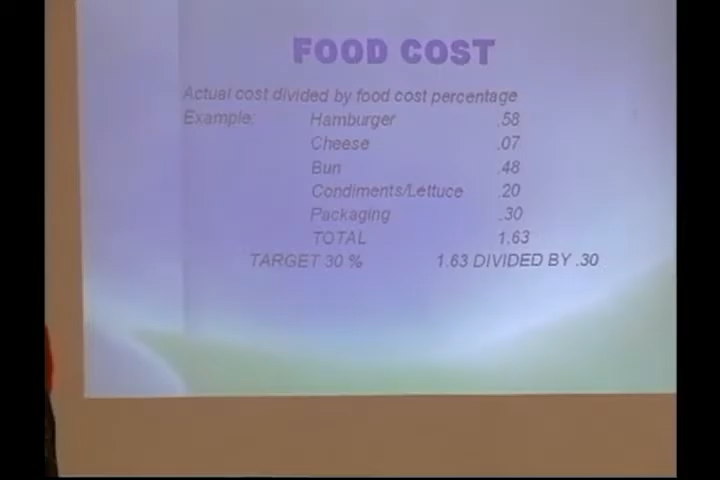 FOOD COST
Actual cost divided by food cost percentage
Example: Hamburger .58
Cheese .07
Bun .48
Condiments/Lettuce .20
Packaging .30
TOTAL 1.63
TARGET 30 % 1.63 DIVIDED BY .30